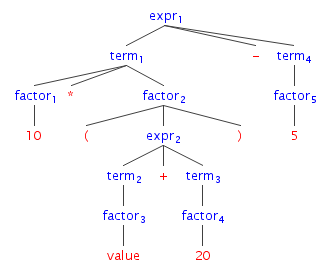 expr1
term1 - term4
factor1 * factor2 factor5
10 ( expr2 ) 5
term2 + term3
factor3 factor4
value 20